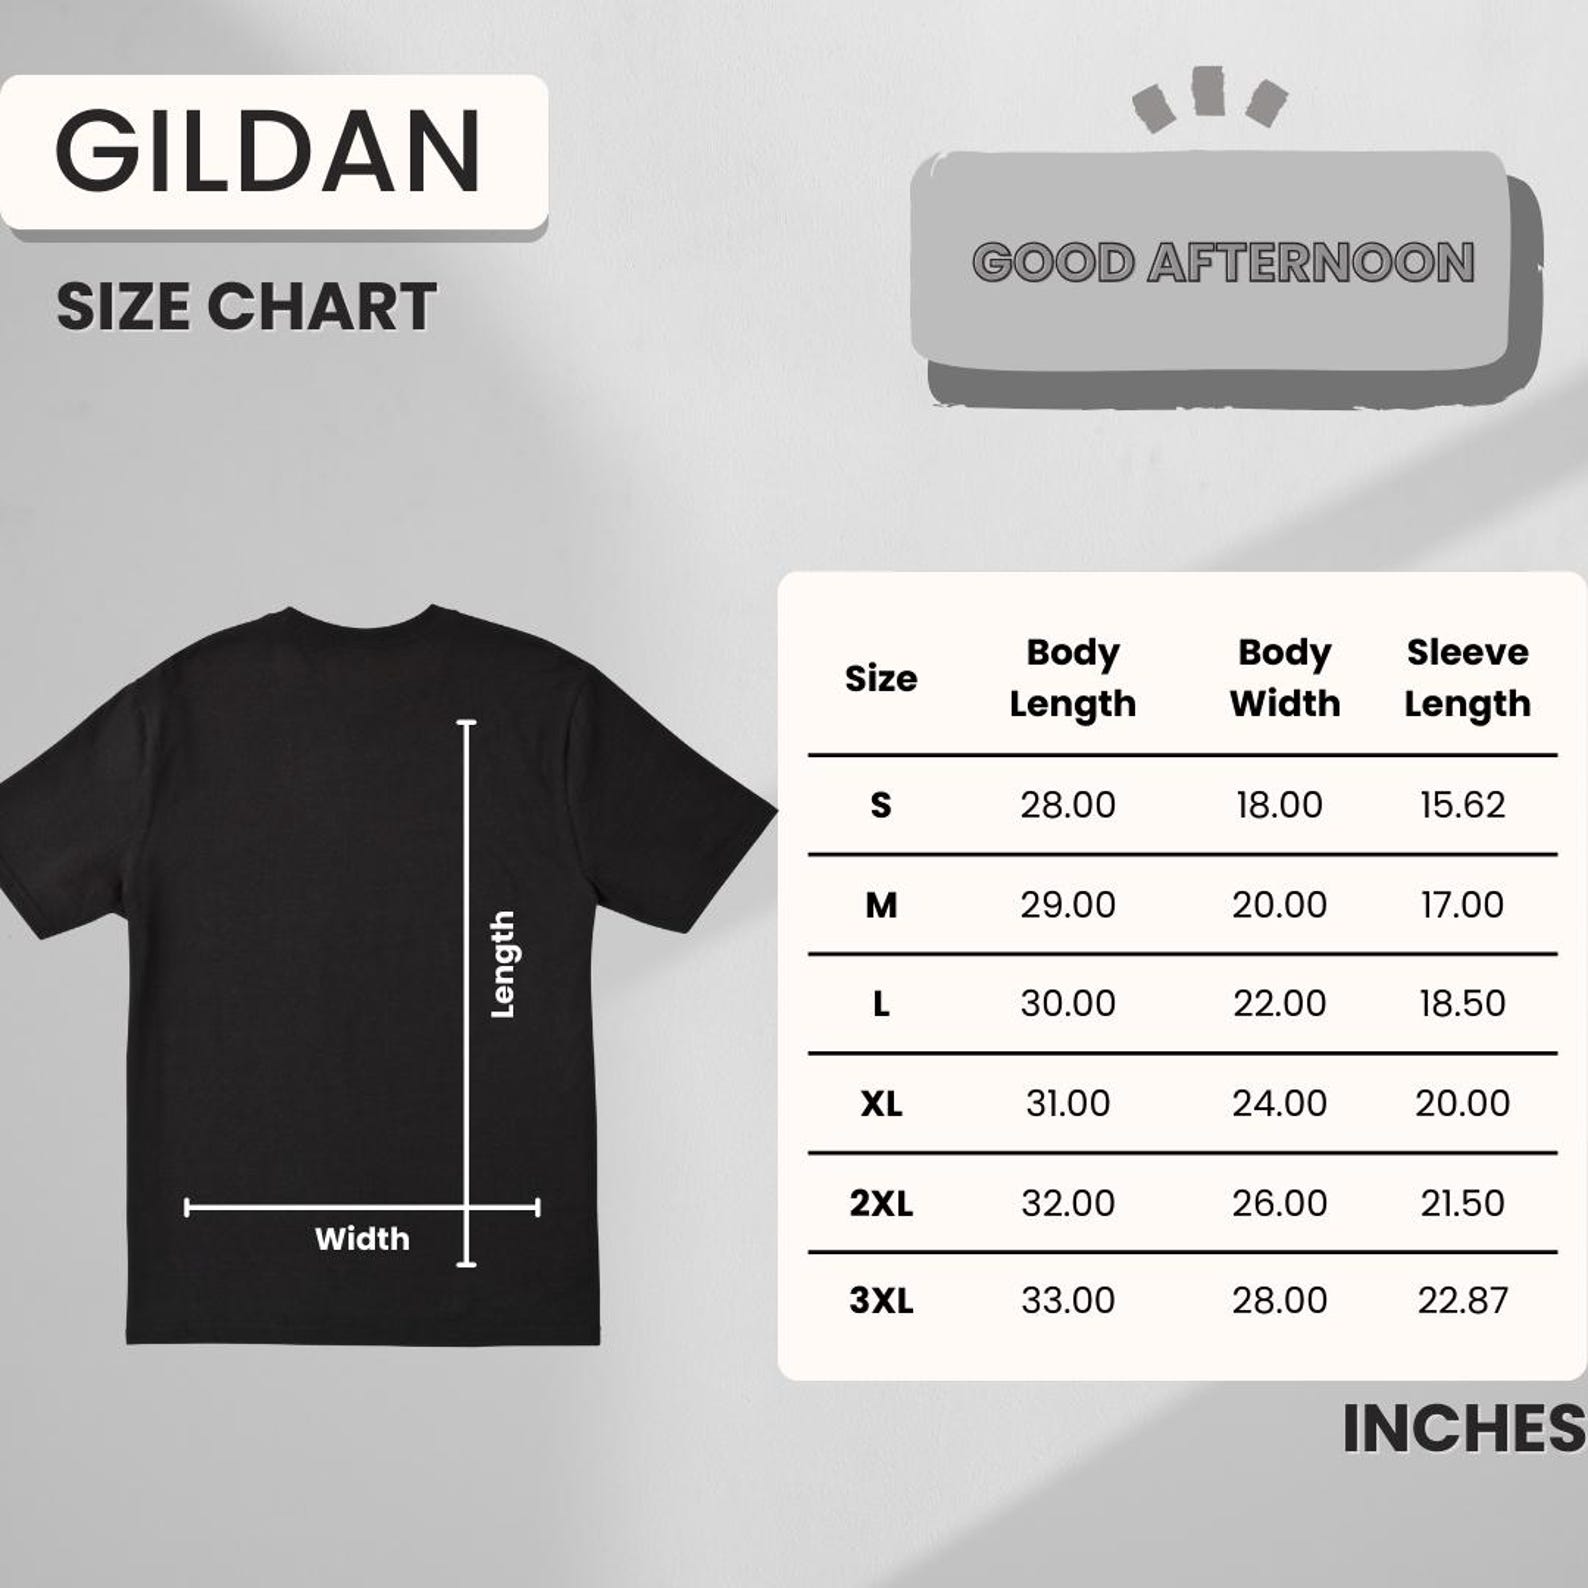 GILDAN
SIZE CHART
GOOD AFTERNOON
Length
Width
Size Body Length Body Width Sleeve Length
S 28.00 18.00 15.62
M 29.00 20.00 17.00
L 30.00 22.00 18.50
XL 31.00 24.00 20.00
2XL 32.00 26.00 21.50
3XL 33.00 28.00 22.87
INCHES